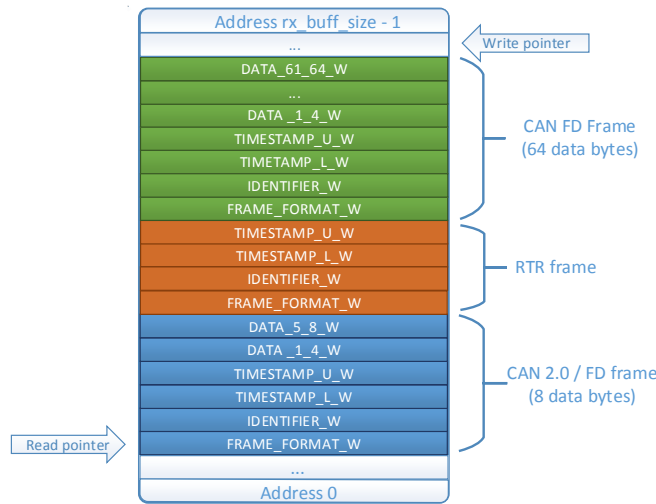 Address rx_buff_size - 1
...
Write pointer
DATA_61_64_W
...
DATA _1_4_W
TIMESTAMP_U_W
TIMETAMP_L_W
IDENTIFIER_W
FRAME_FORMAT_W
CAN FD Frame
(64 data bytes)
TIMESTAMP_U_W
TIMESTAMP_L_W
IDENTIFIER_W
FRAME_FORMAT_W
RTR frame
DATA_5_8_W
DATA _1_4_W
TIMESTAMP_U_W
TIMESTAMP_L_W
IDENTIFIER_W
FRAME_FORMAT_W
CAN 2.0 / FD frame
(8 data bytes)
Read pointer
...
Address 0